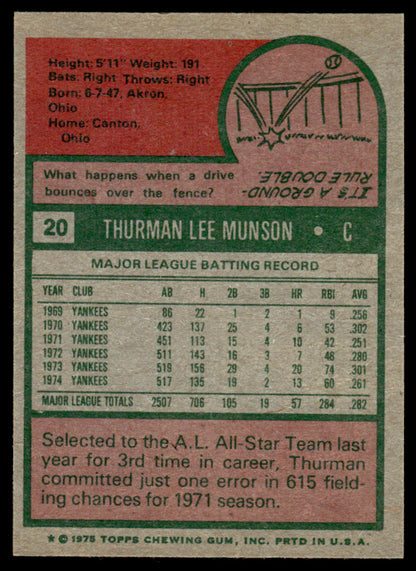 Height: 5'11" Weight: 191
Bats: Right Throws: Right
Born: 6-7-47, Akron,
Ohio
Home: Canton,
Ohio
What happens when a drive
bounces over the fence?
IT'S A GROUND-
RULE DOUBLE.
20 THURMAN LEE MUNSON • C
MAJOR LEAGUE BATTING RECORD
YEAR CLUB AB H 2B 3B HR RBI AVG
1969 YANKEES 86 22 1 2 1 9 .256
1970 YANKEES 423 137 25 4 6 53 .302
1971 YANKEES 451 113 15 4 10 42 .251
1972 YANKEES 511 143 16 3 7 46 .280
1973 YANKEES 519 156 29 4 20 74 .301
1974 YANKEES 517 135 19 2 13 60 .261
MAJOR LEAGUE TOTALS 2507 706 105 19 57 284 .282
Selected to the A.L. All-Star Team last
year for 3rd time in career, Thurman
committed just one error in 615 field-
ing chances for 1971 season.
* © 1975 TOPPS CHEWING GUM, INC. PRTD IN U.S.A.